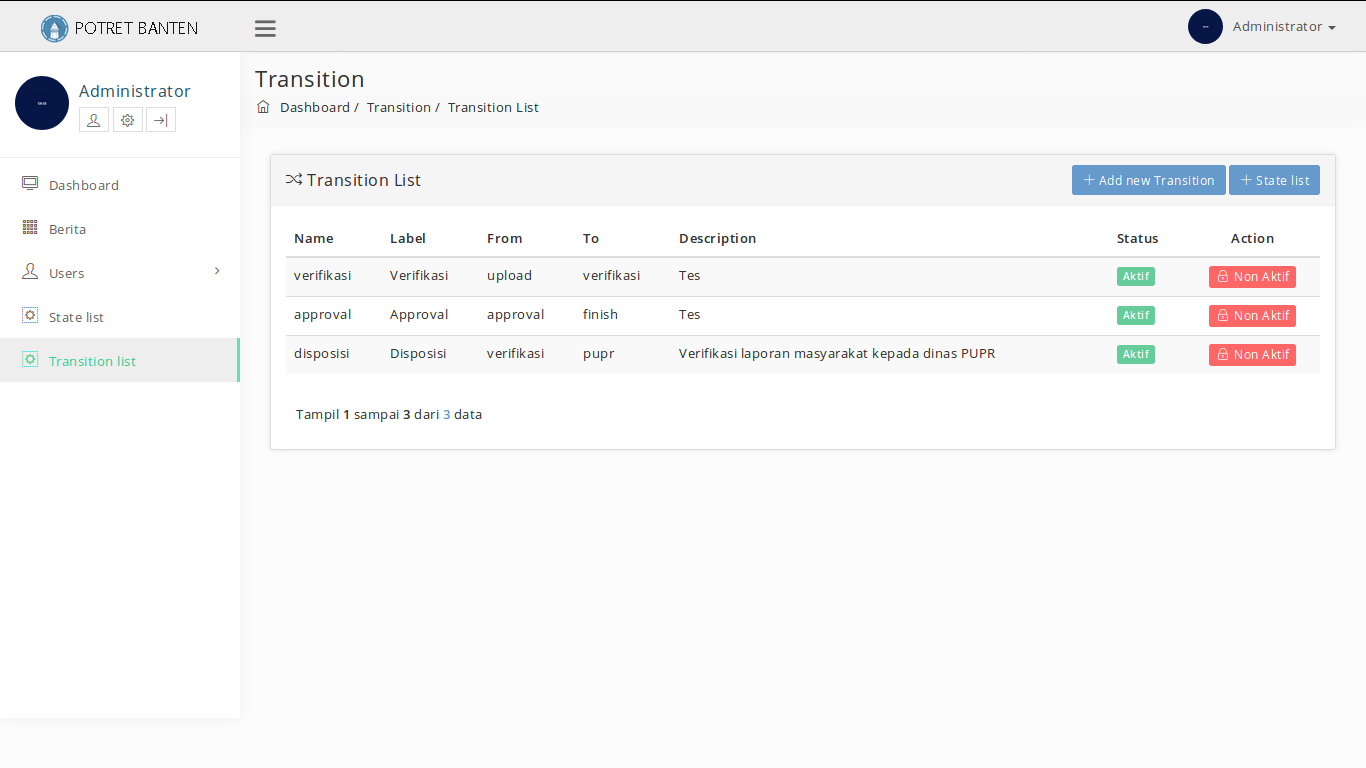 POTRET BANTEN
Administrator
Administrator
Dashboard
Berita
Users
State list
Transition list
Transition
Dashboard / Transition / Transition List
Transition List
Add new Transition
State list
Name Label From To Description Status Action
verifikasi Verifikasi upload verifikasi Tes Aktif Non Aktif
approval Approval approval finish Tes Aktif Non Aktif
disposisi Disposisi verifikasi pupr Verifikasi laporan masyarakat kepada dinas PUPR Aktif Non Aktif
Tampil 1 sampai 3 dari 3 data